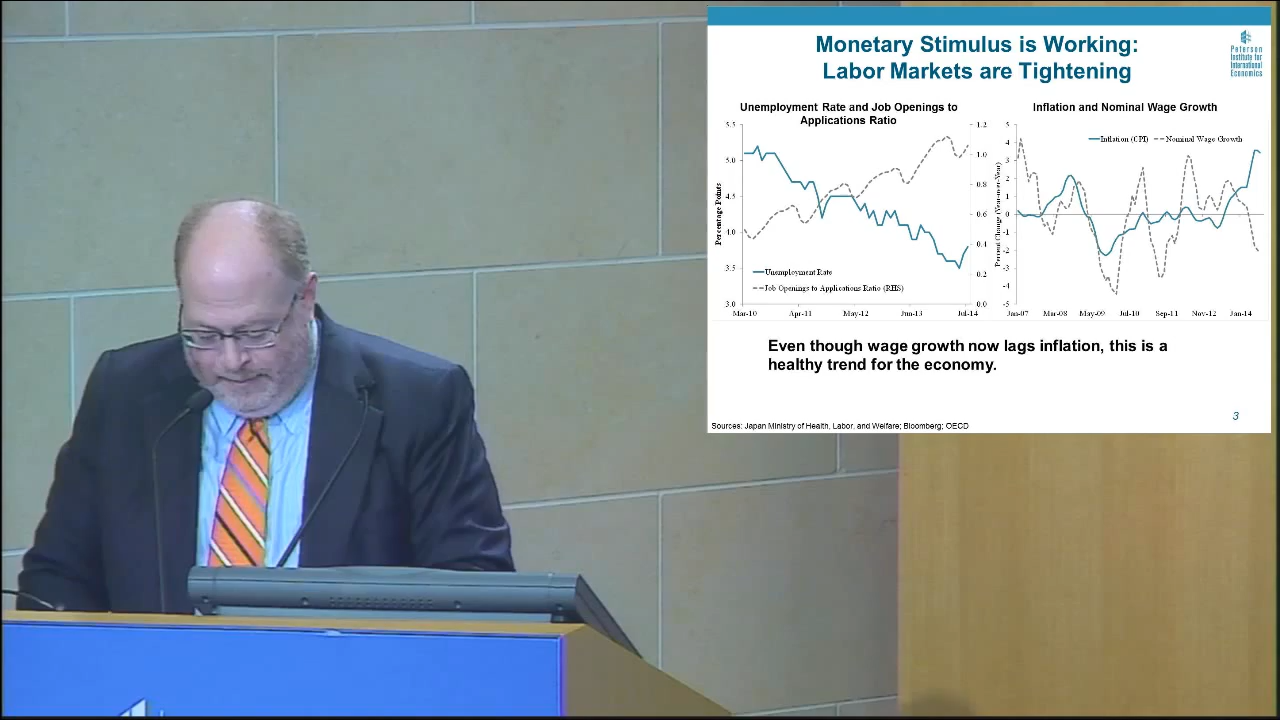 Monetary Stimulus is Working:
Labor Markets are Tightening
Peterson
Institute for
International
Economics
Unemployment Rate and Job Openings to
Applications Ratio
5.5
5.0
4.5
4.0
3.5
3.0
Percentage Points
1.2
1.0
0.8
0.6
0.4
0.2
0.0
Unemployment Rate
Job Openings to Applications Ratio (RHS)
Mar-10 Apr-11 May-12 Jun-13 Jul-14
Inflation and Nominal Wage Growth
5
4
3
2
1
0
-1
-2
-3
-4
-5
Percent Change (Year-over-Year)
Inflation (CPI) Nominal Wage Growth
Jan-07 Mar-08 May-09 Jul-10 Sep-11 Nov-12 Jan-14
Even though wage growth now lags inflation, this is a
healthy trend for the economy.
3
Sources: Japan Ministry of Health, Labor, and Welfare; Bloomberg; OECD